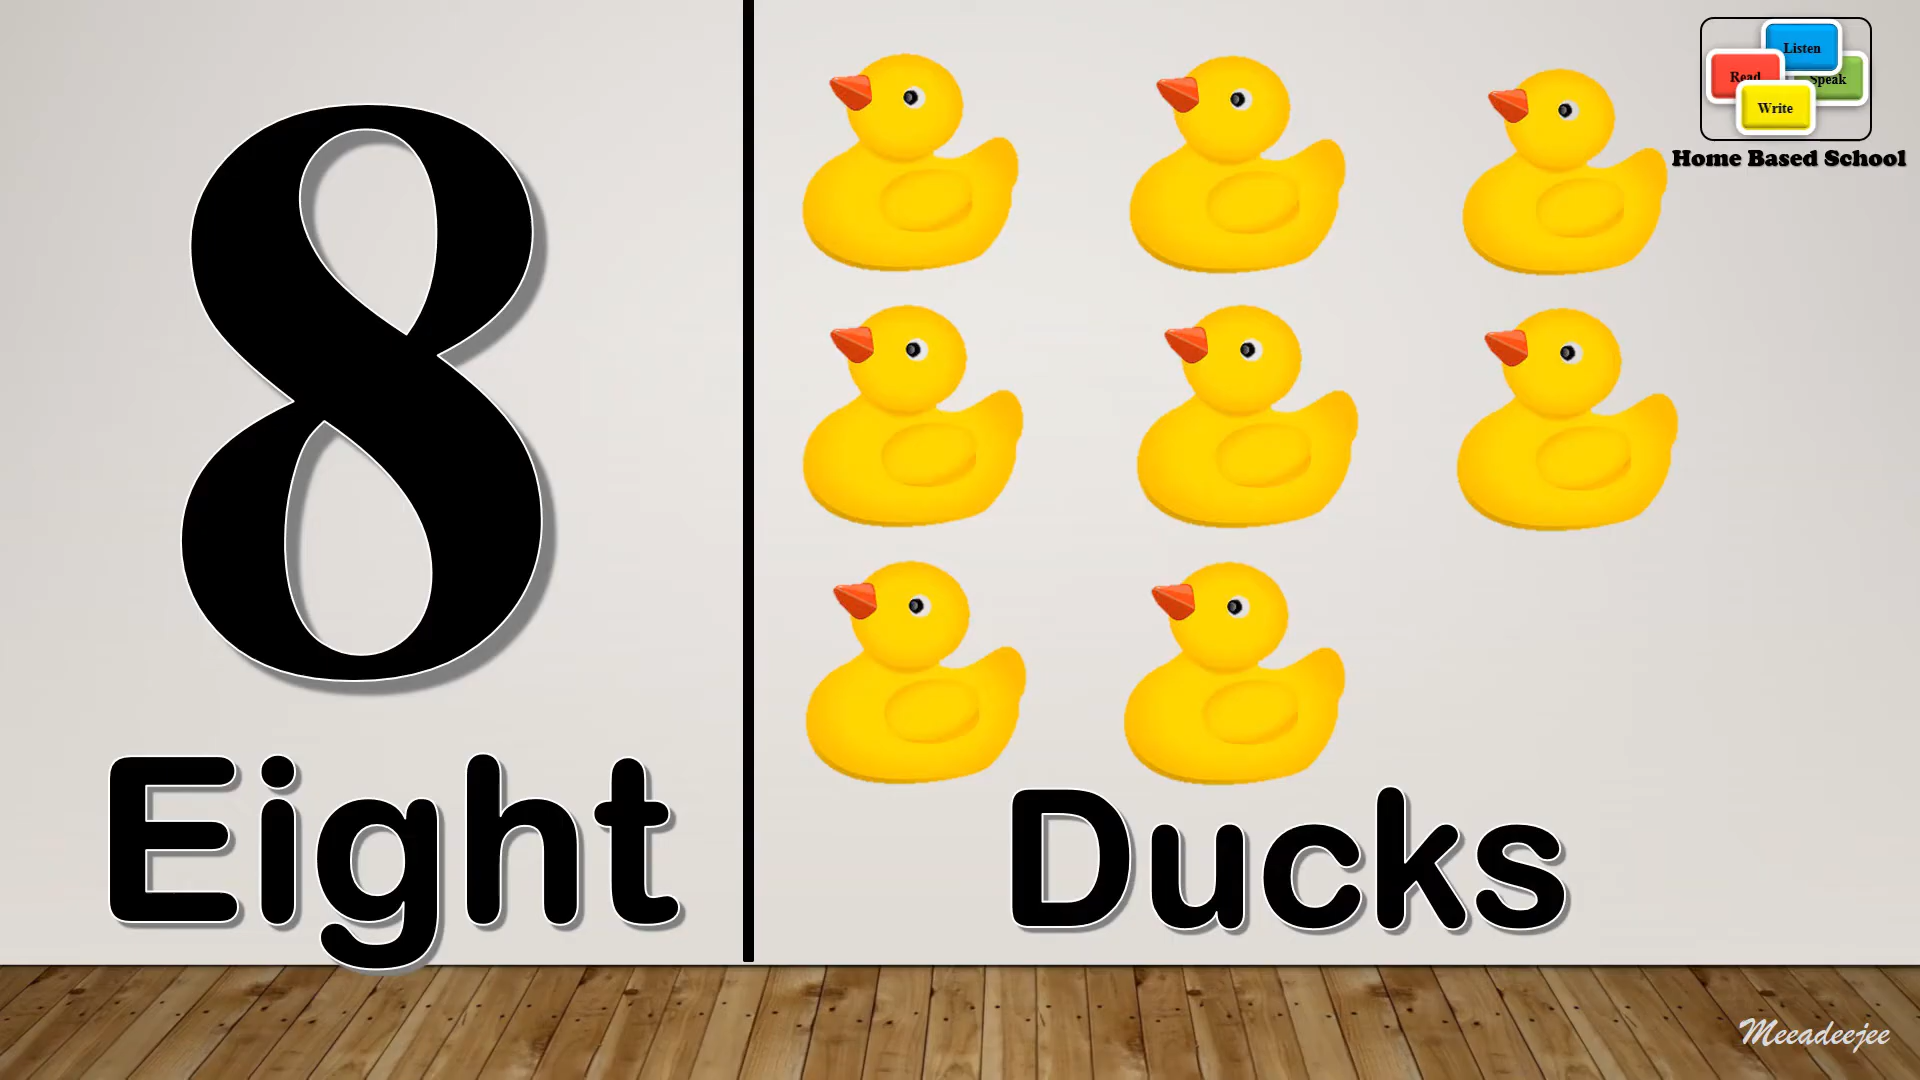 8
Eight
Ducks
Listen
Read
Speak
Write
Home Based School
Meeadeejee